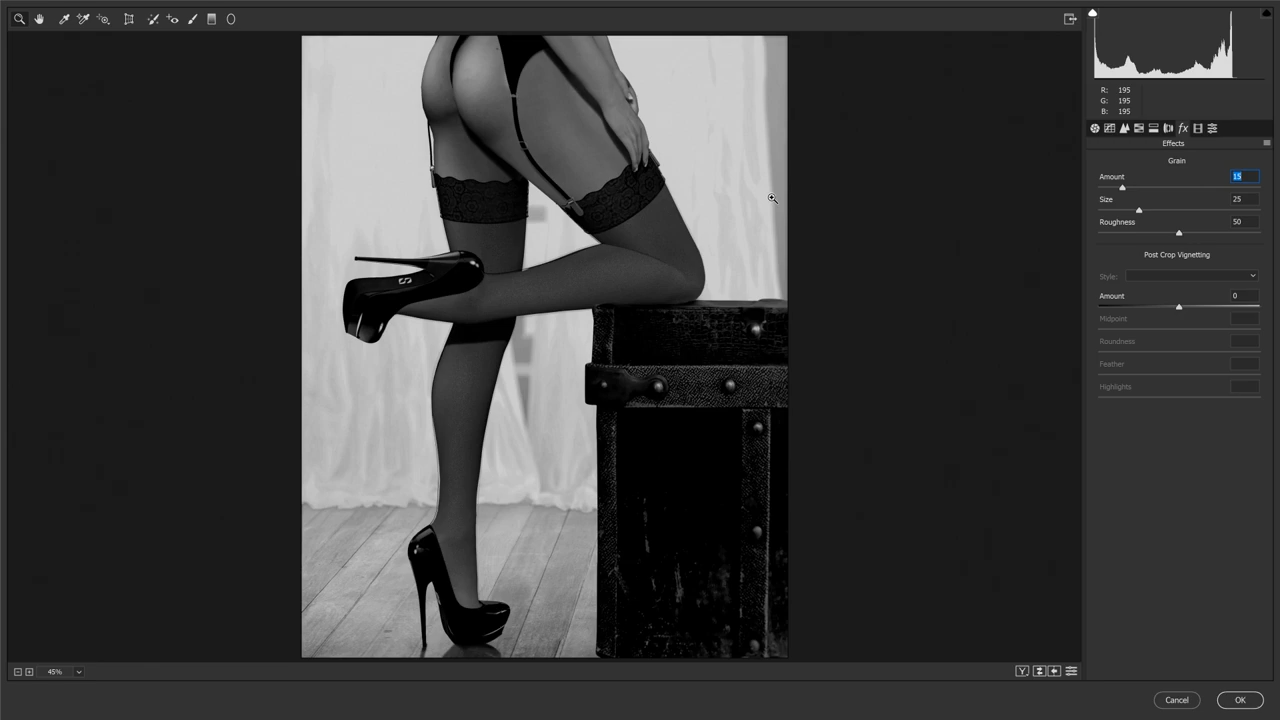 R: 195
G: 195
B: 195
fx
Effects
Grain
Amount 15
Size 25
Roughness 50
Post Crop Vignetting
Style:
Amount 0
Midpoint
Roundness
Feather
Highlights
45%
Y
Cancel
OK